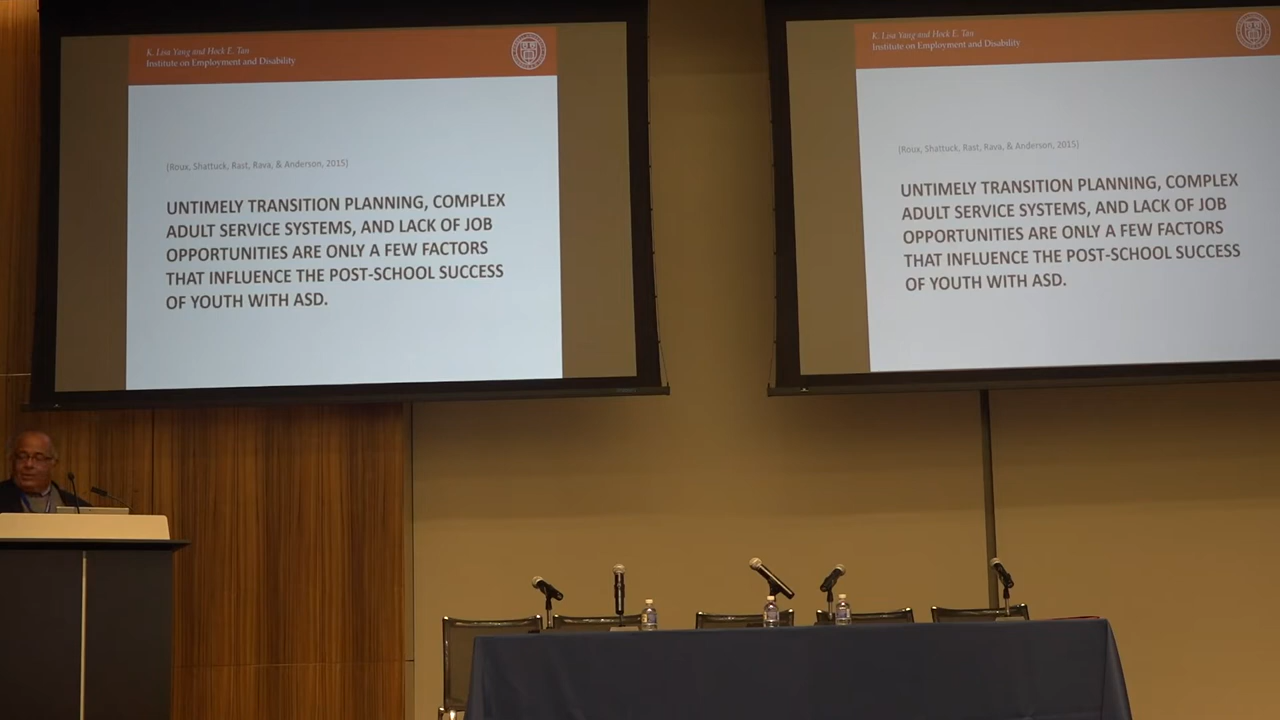 K. Lisa Yang and Hock E. Tan
Institute on Employment and Disability
(Roux, Shattuck, Rast, Rava, & Anderson, 2015)
UNTIMELY TRANSITION PLANNING, COMPLEX
ADULT SERVICE SYSTEMS, AND LACK OF JOB
OPPORTUNITIES ARE ONLY A FEW FACTORS
THAT INFLUENCE THE POST-SCHOOL SUCCESS
OF YOUTH WITH ASD.
K. Lisa Yang and Hock E. Tan
Institute on Employment and Disability
(Roux, Shattuck, Rast, Rava, & Anderson, 2015)
UNTIMELY TRANSITION PLANNING, COMPLEX
ADULT SERVICE SYSTEMS, AND LACK OF JOB
OPPORTUNITIES ARE ONLY A FEW FACTORS
THAT INFLUENCE THE POST-SCHOOL SUCCESS
OF YOUTH WITH ASD.